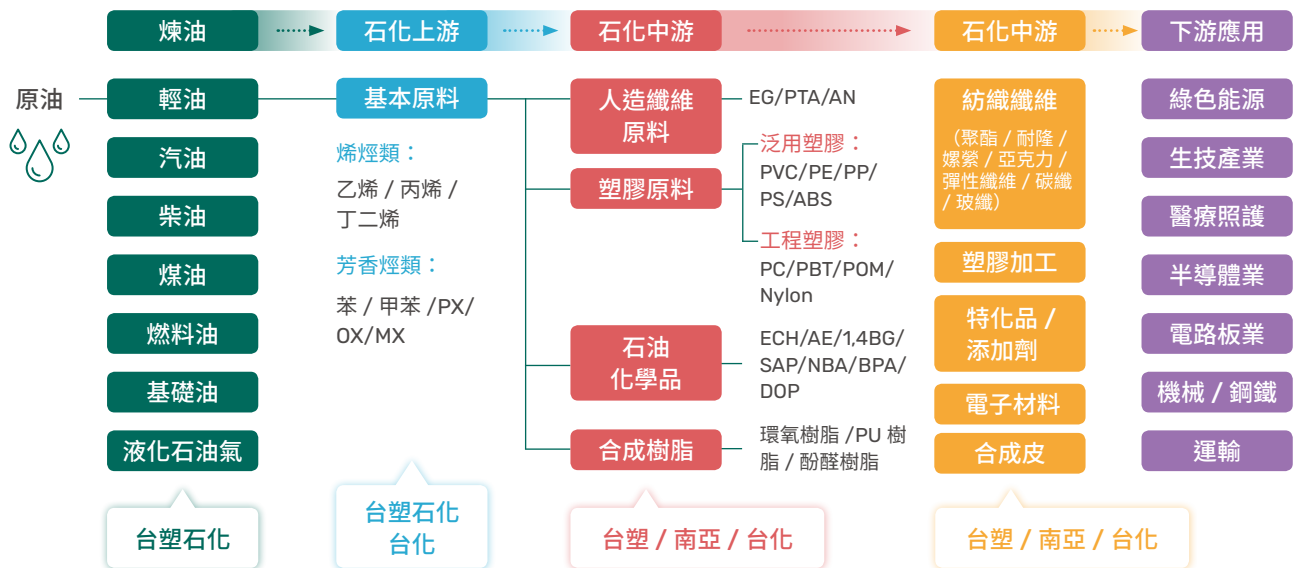 煉油
石化上游
石化中游
石化中游
下游應用
原油
輕油
汽油
柴油
煤油
燃料油
基礎油
液化石油氣
台塑石化
基本原料
烯烴類：
乙烯 / 丙烯 /
丁二烯
芳香烴類：
苯 / 甲苯 /PX/
OX/MX
台塑石化
台化
人造纖維
原料
EG/PTA/AN
塑膠原料
泛用塑膠：
PVC/PE/PP/
PS/ABS
工程塑膠：
PC/PBT/POM/
Nylon
石油
化學品
ECH/AE/1,4BG/
SAP/NBA/BPA/
DOP
合成樹脂
環氧樹脂 /PU 樹
脂 / 酚醛樹脂
台塑 / 南亞 / 台化
紡織纖維
（聚酯 / 耐隆 /
嫘縈 / 亞克力 /
彈性纖維 / 碳纖
/ 玻纖）
塑膠加工
特化品 /
添加劑
電子材料
合成皮
台塑 / 南亞 / 台化
綠色能源
生技產業
醫療照護
半導體業
電路板業
機械 / 鋼鐵
運輸